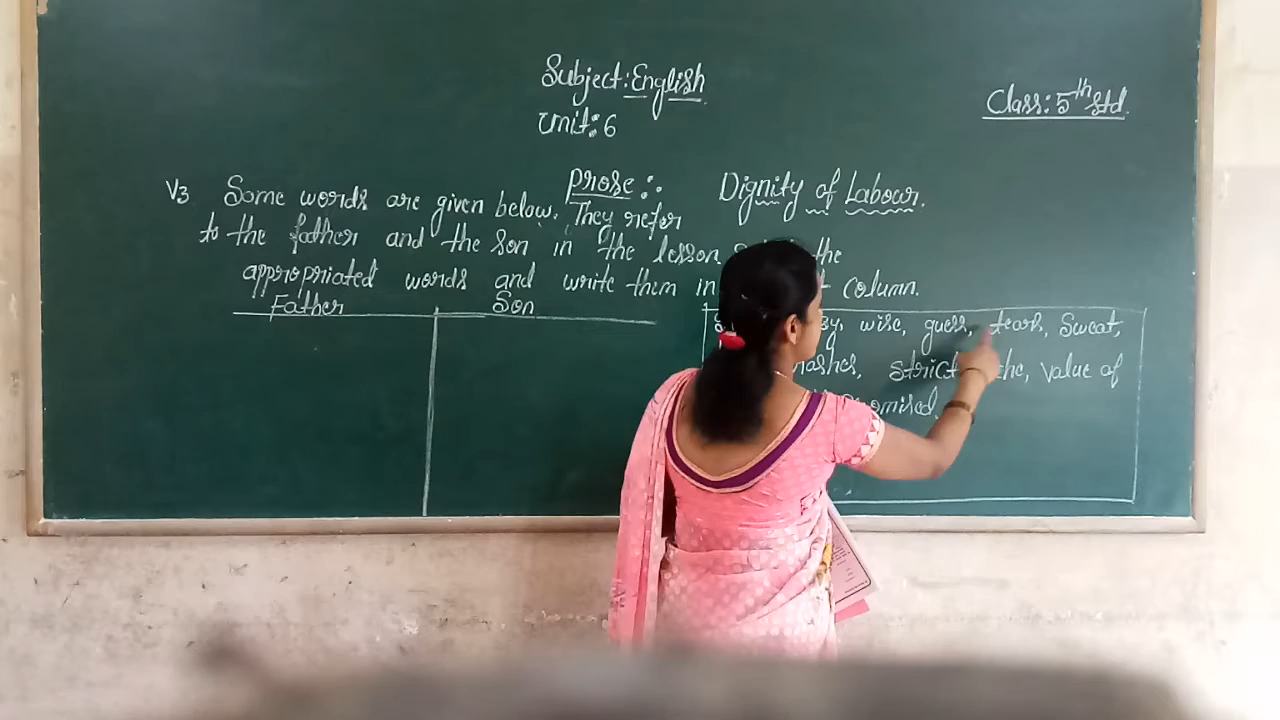 Subject: English
Unit: 6
Class: 5th Std.
Prose :. Dignity of Labour.
V3 Some words are given below. They refer
to the father and the Son in the lesson. the
appropriated words and write them in column.
Father Son
wise, guess, tears, Sweat,
strict value of
promised.